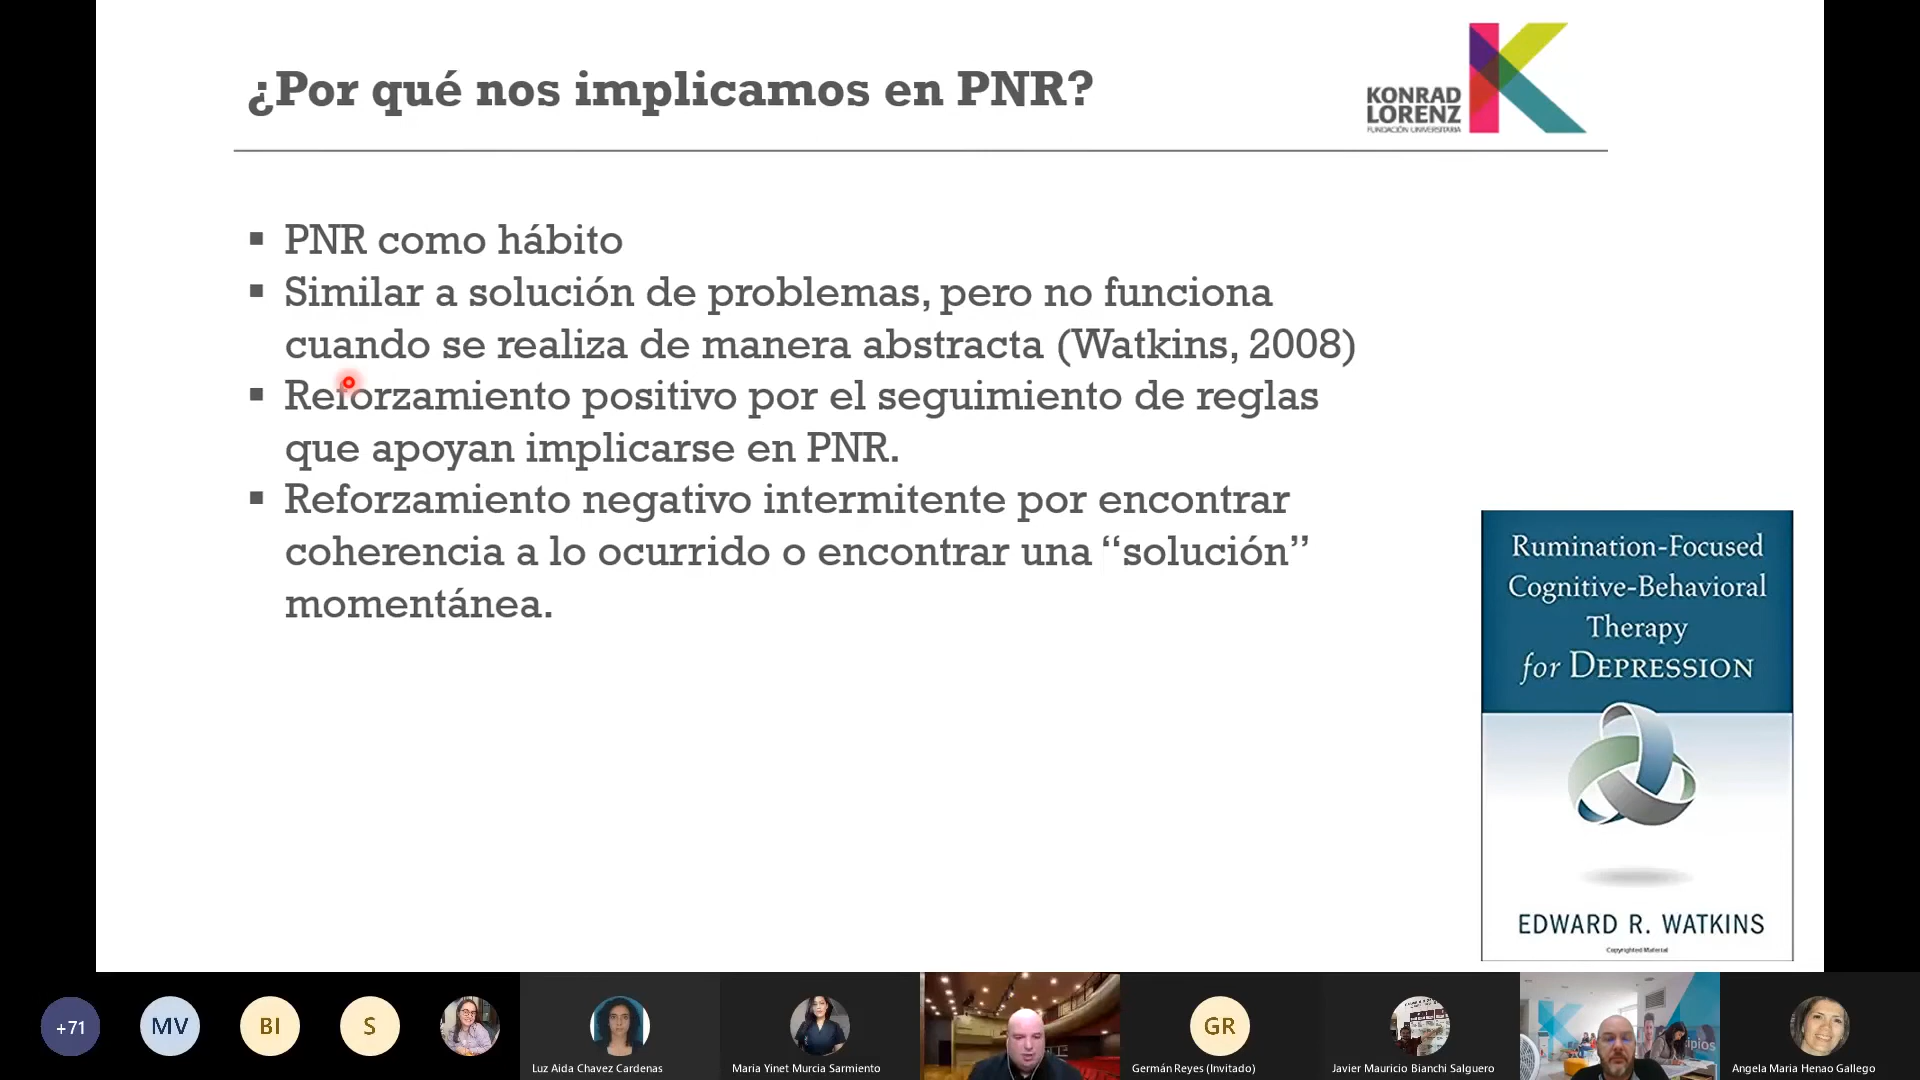 ¿Por qué nos implicamos en PNR?
KONRAD
LORENZ
FUNDACIÓN UNIVERSITARIA
PNR como hábito
Similar a solución de problemas, pero no funciona
cuando se realiza de manera abstracta (Watkins, 2008)
Reforzamiento positivo por el seguimiento de reglas
que apoyan implicarse en PNR.
Reforzamiento negativo intermitente por encontrar
coherencia a lo ocurrido o encontrar una “solución”
momentánea.
Rumination-Focused
Cognitive-Behavioral
Therapy
for DEPRESSION
EDWARD R. WATKINS
Copyrighted Material
+71
MV
BI
S
Luz Aida Chavez Cardenas
Maria Yinet Murcia Sarmiento
GR
Germán Reyes (Invitado)
Javier Mauricio Bianchi Salguero
Angela Maria Henao Gallego